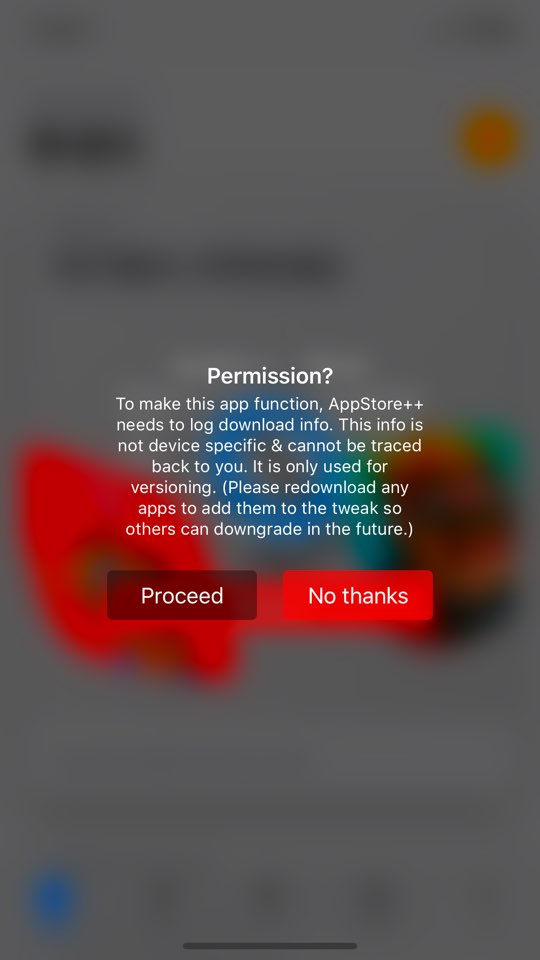 Permission?
To make this app function, AppStore++
needs to log download info. This info is
not device specific & cannot be traced
back to you. It is only used for
versioning. (Please redownload any
apps to add them to the tweak so
others can downgrade in the future.)
Proceed
No thanks